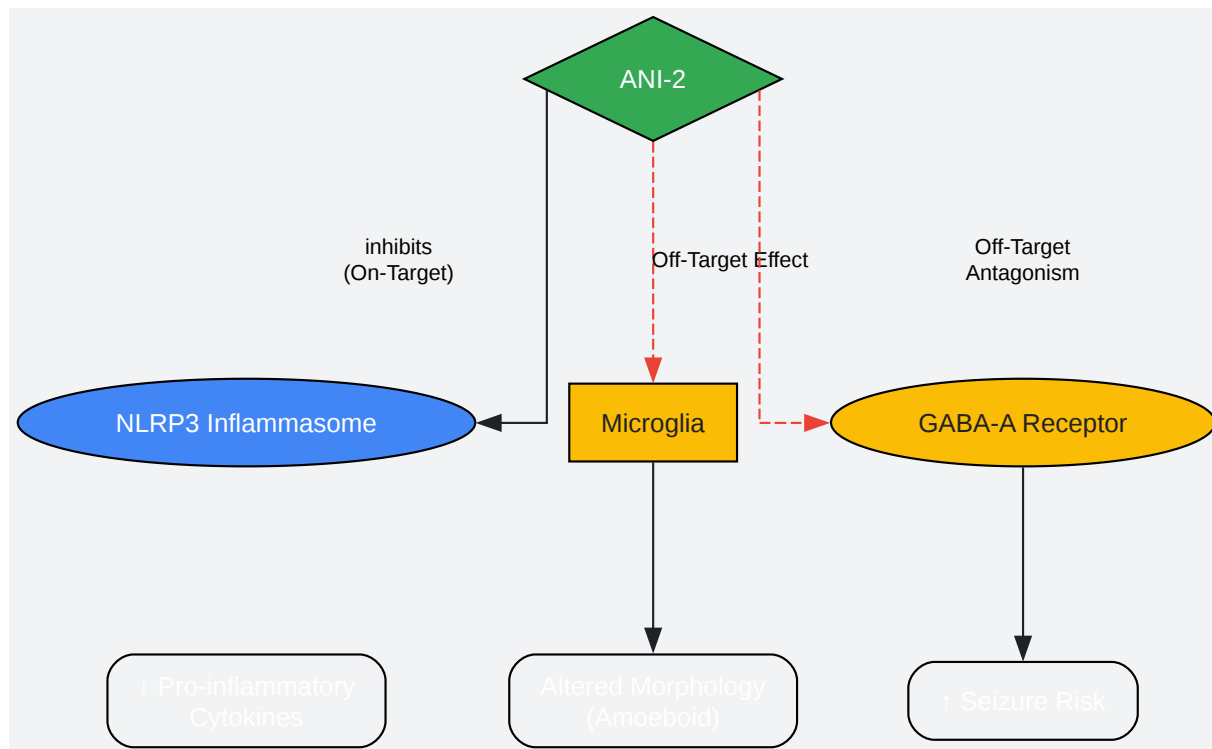 ANI-2
inhibits
(On-Target)
Off-Target Effect
Off-Target
Antagonism
NLRP3 Inflammasome
Microglia
GABA-A Receptor
↓ Pro-inflammatory
Cytokines
Altered Morphology
(Amoeboid)
↑ Seizure Risk